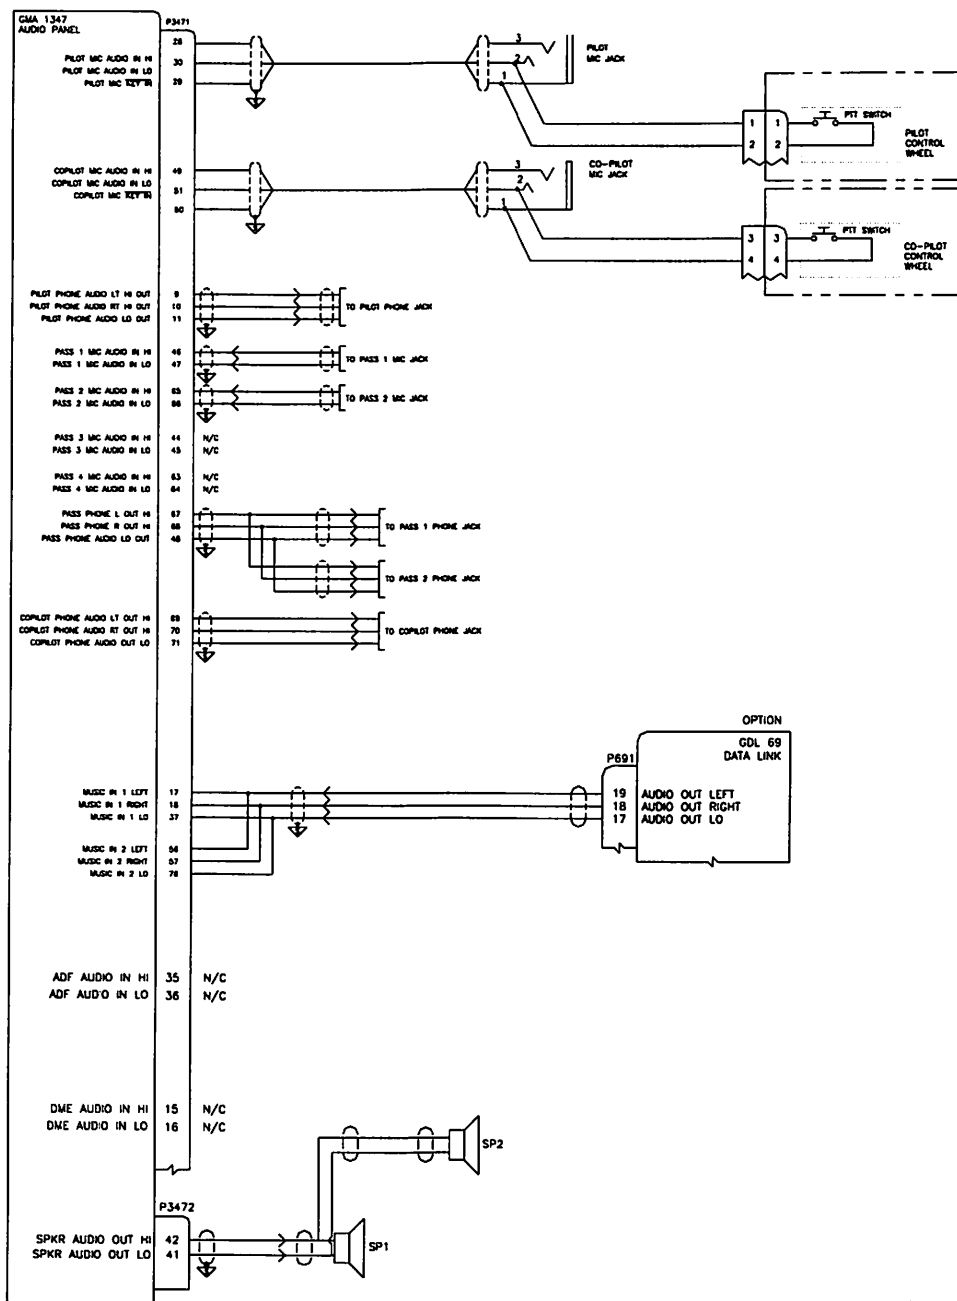 GMA 1347
AUDIO PANEL
P3471
28
PILOT MIC AUDIO IN HI 30
PILOT MIC AUDIO IN LO
PILOT MIC KEY IN 29
3
2
1
PILOT
MIC JACK
1 1
2 2
PTT SWITCH
PILOT
CONTROL
WHEEL
COPILOT MIC AUDIO IN HI 49
COPILOT MIC AUDIO IN LO
51
COPILOT MIC KEY IN
50
3
2
1
CO-PILOT
MIC JACK
3 3
4 4
PTT SWITCH
CO-PILOT
CONTROL
WHEEL
PILOT PHONE AUDIO LT HI OUT 9
PILOT PHONE AUDIO RT HI OUT 10
PILOT PHONE AUDIO LO OUT 11
TO PILOT PHONE JACK
PASS 1 MIC AUDIO IN HI 46
PASS 1 MIC AUDIO IN LO 47
TO PASS 1 MIC JACK
PASS 2 MIC AUDIO IN HI 65
PASS 2 MIC AUDIO IN LO 66
TO PASS 2 MIC JACK
PASS 3 MIC AUDIO IN HI 44 N/C
PASS 3 MIC AUDIO IN LO 45 N/C
PASS 4 MIC AUDIO IN HI 63 N/C
PASS 4 MIC AUDIO IN LO 64 N/C
PASS PHONE L OUT HI 67
PASS PHONE R OUT HI 68
PASS PHONE AUDIO LO OUT 48
TO PASS 1 PHONE JACK
TO PASS 2 PHONE JACK
COPILOT PHONE AUDIO LT OUT HI 69
COPILOT PHONE AUDIO RT OUT HI 70
COPILOT PHONE AUDIO OUT LO 71
TO COPILOT PHONE JACK
OPTION
GDL 69
DATA LINK
P691
MUSIC IN 1 LEFT 17
MUSIC IN 1 RIGHT 18
MUSIC IN 1 LO 37
19 AUDIO OUT LEFT
18 AUDIO OUT RIGHT
17 AUDIO OUT LO
MUSIC IN 2 LEFT 56
MUSIC IN 2 RIGHT 57
MUSIC IN 2 LO 76
ADF AUDIO IN HI 35 N/C
ADF AUDIO IN LO 36 N/C
DME AUDIO IN HI 15 N/C
DME AUDIO IN LO 16 N/C
SP2
P3472
SPKR AUDIO OUT HI 42
SPKR AUDIO OUT LO 41
SP1